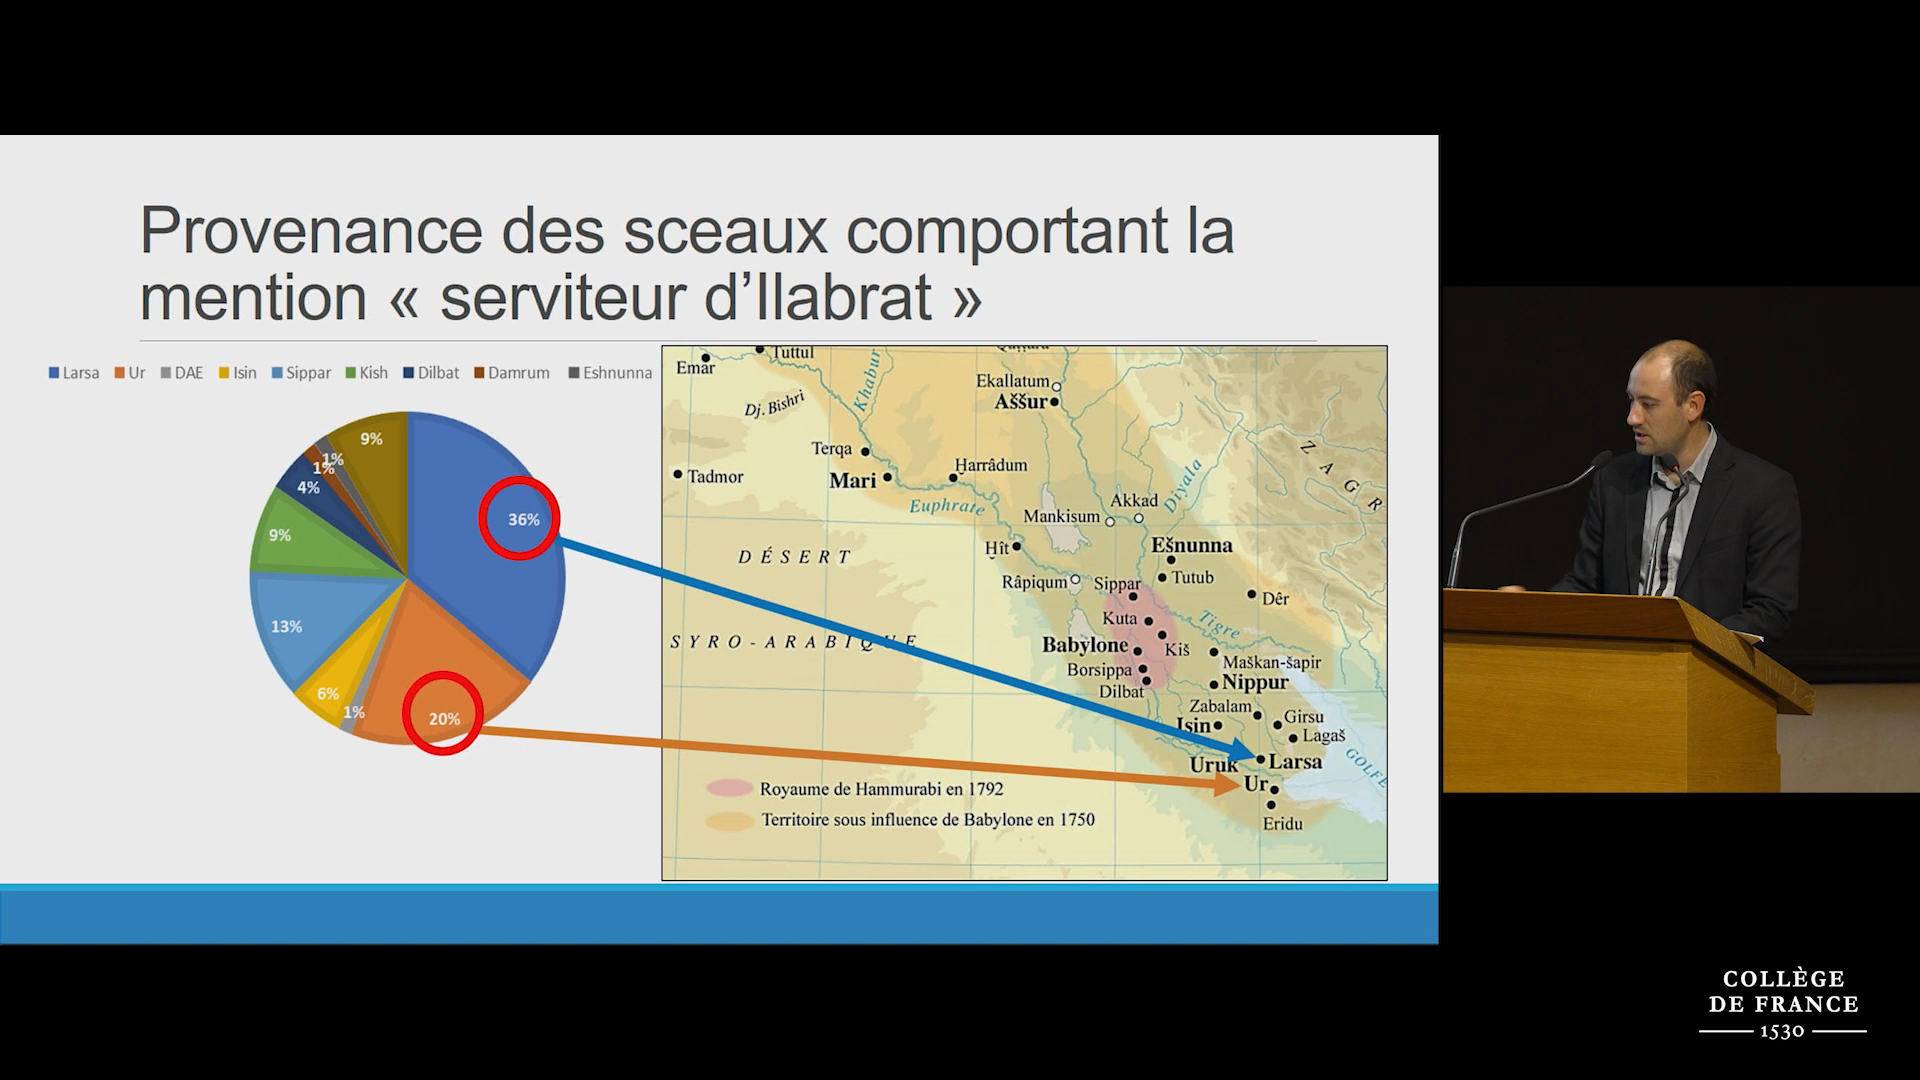 Provenance des sceaux comportant la
mention « serviteur d’Ilabrat »
Larsa Ur DAE Isin Sippar Kish Dilbat Damrum Eshnunna
9%
1%
1%
4%
36%
9%
13%
6%
1%
20%
Tuttul
Emar
Khabur
Dj. Bishri
Ekallatum
Aššur
Terqa
Tadmor
Mari
Harrâdum
Euphrate
Akkad
Diyala
Mankisum
ZAGR
DÉSERT
Hît
Ešnunna
Râpiqum
Sippar
Tutub
Dêr
Kuta
Tigre
SYRO-ARABIQUE
Babylone
Kiš
Borsippa
Maškan-šapir
Dilbat
Nippur
Zabalam
Isin
Girsu
Lagaš
Uruk
Larsa
GOLFE
Ur
Eridu
Royaume de Hammurabi en 1792
Territoire sous influence de Babylone en 1750
COLLÈGE
DE FRANCE
1530